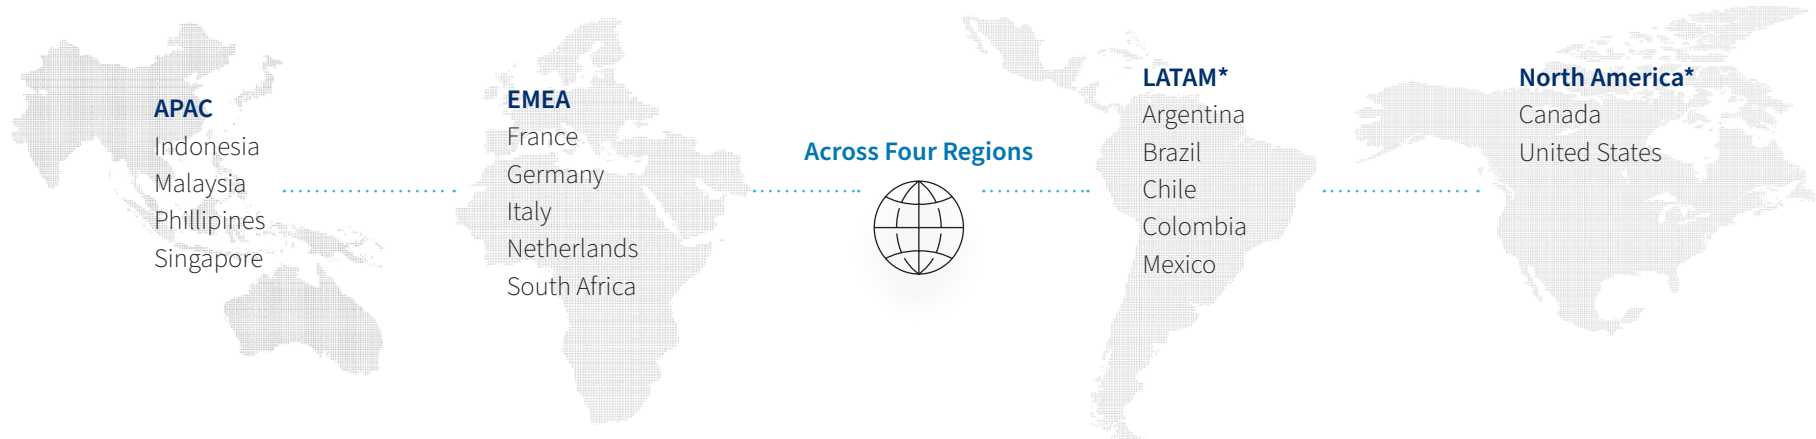 APAC
Indonesia
Malaysia
Phillipines
Singapore
EMEA
France
Germany
Italy
Netherlands
South Africa
Across Four Regions
LATAM*
Argentina
Brazil
Chile
Colombia
Mexico
North America*
Canada
United States